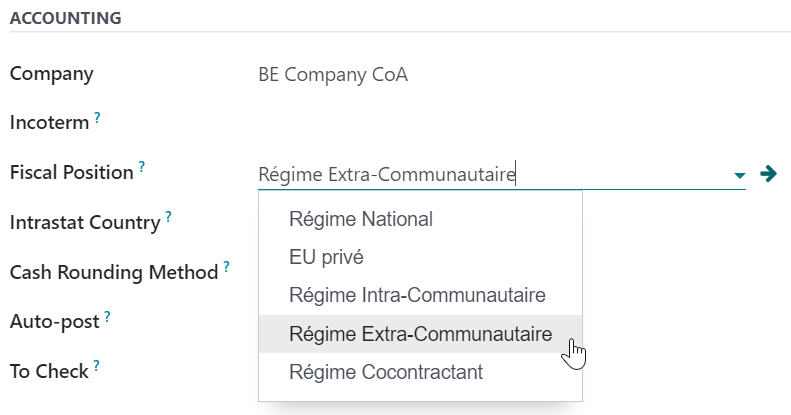 ACCOUNTING
Company BE Company CoA
Incoterm ?
Fiscal Position ? Régime Extra-Communautaire
Régime National
Intrastat Country ?
EU privé
Cash Rounding Method ?
Régime Intra-Communautaire
Auto-post ?
Régime Extra-Communautaire
To Check ?
Régime Cocontractant